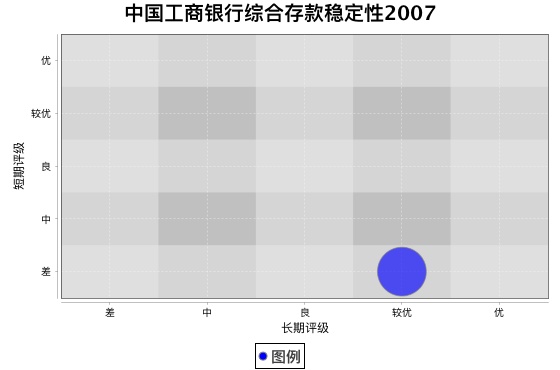 中国工商银行综合存款稳定性2007
短期评级
优
较优
良
中
差
差 中 良 较优 优
长期评级
图例